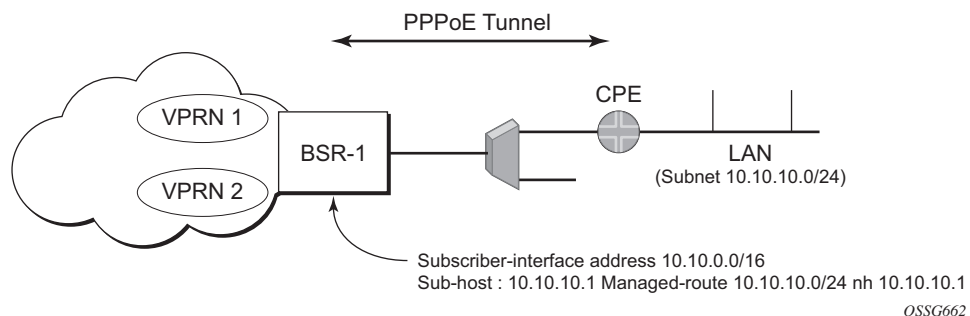 PPPoE Tunnel
VPRN 1
VPRN 2
BSR-1
CPE
LAN
(Subnet 10.10.10.0/24)
Subscriber-interface address 10.10.0.0/16
Sub-host : 10.10.10.1 Managed-route 10.10.10.0/24 nh 10.10.10.1
OSSG662